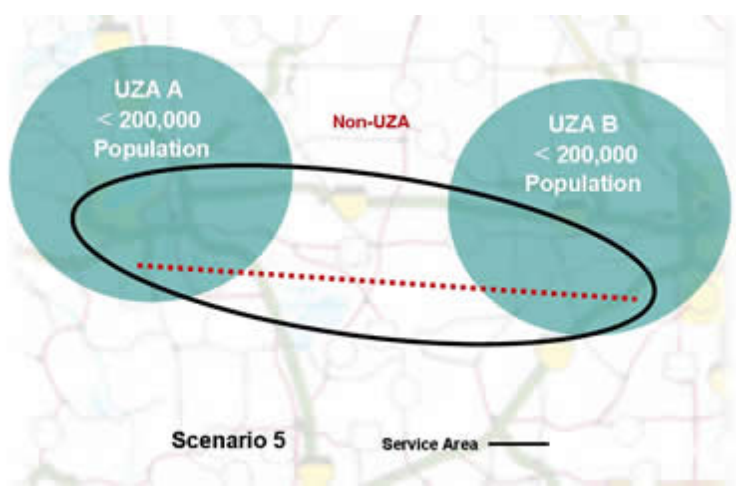 UZA A
< 200,000
Population
Non-UZA
UZA B
< 200,000
Population
Scenario 5
Service Area